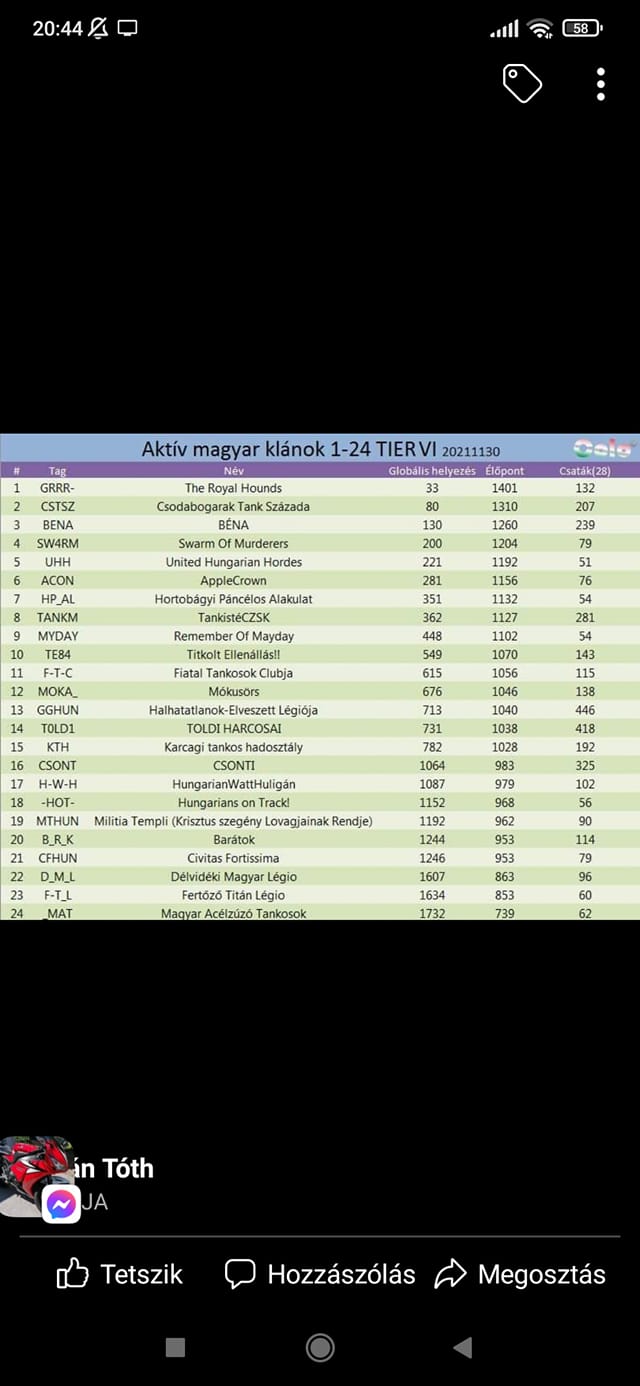 20:44 58
Aktív magyar klánok 1-24 TIER VI 20211130
# Tag Név Globális helyezés Élőpont Csaták(28)
1 GRRR- The Royal Hounds 33 1401 132
2 CSTSZ Csodabogarak Tank Százada 80 1310 207
3 BENA BÉNA 130 1260 239
4 SW4RM Swarm Of Murderers 200 1204 79
5 UHH United Hungarian Hordes 221 1192 51
6 ACON AppleCrown 281 1156 76
7 HP_AL Hortobágyi Páncélos Alakulat 351 1132 54
8 TANKM TankistéCZSK 362 1127 281
9 MYDAY Remember Of Mayday 448 1102 54
10 TE84 Titkolt Ellenállás!! 549 1070 143
11 F-T-C Fiatal Tankosok Clubja 615 1056 115
12 MOKA_ Mókusörs 676 1046 138
13 GGHUN Halhatatlanok-Elveszett Légiója 713 1040 446
14 T0LD1 TOLDI HARCOSAI 731 1038 418
15 KTH Karcagi tankos hadosztály 782 1028 192
16 CSONT CSONTI 1064 983 325
17 H-W-H HungarianWattHuligán 1087 979 102
18 -HOT- Hungarians on Track! 1152 968 56
19 MTHUN Militia Templi (Krisztus szegény Lovagjainak Rendje) 1192 962 90
20 B_R_K Barátok 1244 953 114
21 CFHUN Civitas Fortissima 1246 953 79
22 D_M_L Délvidéki Magyar Légio 1607 863 96
23 F-T_L Fertőző Titán Légio 1634 853 60
24 _MAT Magyar Acélzúzó Tankosok 1732 739 62
án Tóth
JA
Tetszik Hozzászólás Megosztás